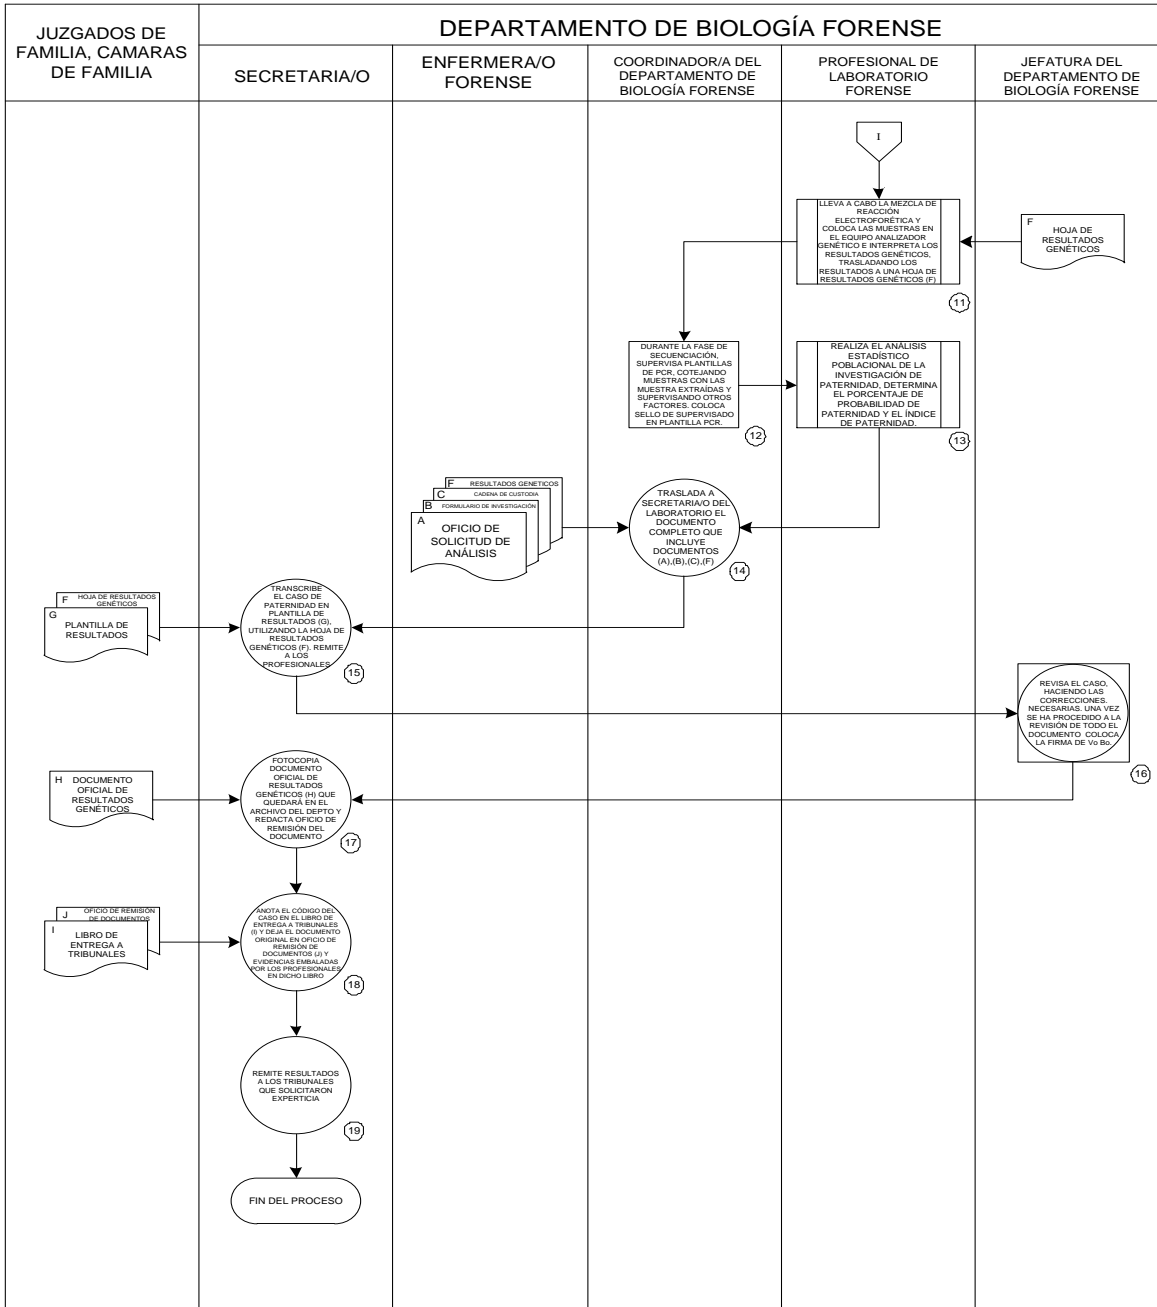 JUZGADOS DE
FAMILIA, CAMARAS
DE FAMILIA
DEPARTAMENTO DE BIOLOGÍA FORENSE
SECRETARIA/O
ENFERMERA/O
FORENSE
COORDINADOR/A DEL
DEPARTAMENTO DE
BIOLOGÍA FORENSE
PROFESIONAL DE
LABORATORIO
FORENSE
JEFATURA DEL
DEPARTAMENTO DE
BIOLOGÍA FORENSE
I
LLEVA A CABO LA MEZCLA DE
REACCIÓN
ELECTROFORÉTICA Y
COLOCA LAS MUESTRAS EN
EL EQUIPO ANALIZADOR
GENÉTICO E INTERPRETA LOS
RESULTADOS GENÉTICOS,
TRASLADANDO LOS
RESULTADOS A UNA HOJA DE
RESULTADOS GENÉTICOS (F)
11
F
HOJA DE
RESULTADOS
GENÉTICOS
DURANTE LA FASE DE
SECUENCIACIÓN,
SUPERVISA PLANTILLAS
DE PCR, COTEJANDO
MUESTRAS CON LAS
MUESTRA EXTRAÍDAS Y
SUPERVISANDO OTROS
FACTORES. COLOCA
SELLO DE SUPERVISADO
EN PLANTILLA PCR.
12
REALIZA EL ANÁLISIS
ESTADÍSTICO
POBLACIONAL DE LA
INVESTIGACIÓN DE
PATERNIDAD, DETERMINA
EL PORCENTAJE DE
PROBABILIDAD DE
PATERNIDAD Y EL ÍNDICE
DE PATERNIDAD.
13
F RESULTADOS GENETICOS
C CADENA DE CUSTODIA
B FORMULARIO DE INVESTIGACIÓN
A
OFICIO DE
SOLICITUD DE
ANÁLISIS
TRASLADA A
SECRETARIA/O DEL
LABORATORIO EL
DOCUMENTO
COMPLETO QUE
INCLUYE
DOCUMENTOS
(A),(B),(C),(F)
14
F HOJA DE RESULTADOS
GENÉTICOS
G
PLANTILLA DE
RESULTADOS
TRANSCRIBE
EL CASO DE
PATERNIDAD EN
PLANTILLA DE
RESULTADOS (G),
UTILIZANDO LA HOJA DE
RESULTADOS
GENÉTICOS (F). REMITE
A LOS
PROFESIONALES
15
REVISA EL CASO,
HACIENDO LAS
CORRECCIONES.
NECESARIAS. UNA VEZ
SE HA PROCEDIDO A LA
REVISIÓN DE TODO EL
DOCUMENTO COLOCA
LA FIRMA DE Vo Bo.
16
H DOCUMENTO
OFICIAL DE
RESULTADOS
GENÉTICOS
FOTOCOPIA
DOCUMENTO
OFICIAL DE
RESULTADOS
GENÉTICOS (H) QUE
QUEDARÁ EN EL
ARCHIVO DEL DEPTO Y
REDACTA OFICIO DE
REMISIÓN DEL
DOCUMENTO
17
J OFICIO DE REMISIÓN
DE DOCUMENTOS
I
LIBRO DE
ENTREGA A
TRIBUNALES
ANOTA EL CÓDIGO DEL
CASO EN EL LIBRO DE
ENTREGA A TRIBUNALES
(I) Y DEJA EL DOCUMENTO
ORIGINAL EN OFICIO DE
REMISIÓN DE
DOCUMENTOS (J) Y
EVIDENCIAS EMBALADAS
POR LOS PROFESIONALES
EN DICHO LIBRO
18
REMITE RESULTADOS
A LOS TRIBUNALES
QUE SOLICITARON
EXPERTICIA
19
FIN DEL PROCESO